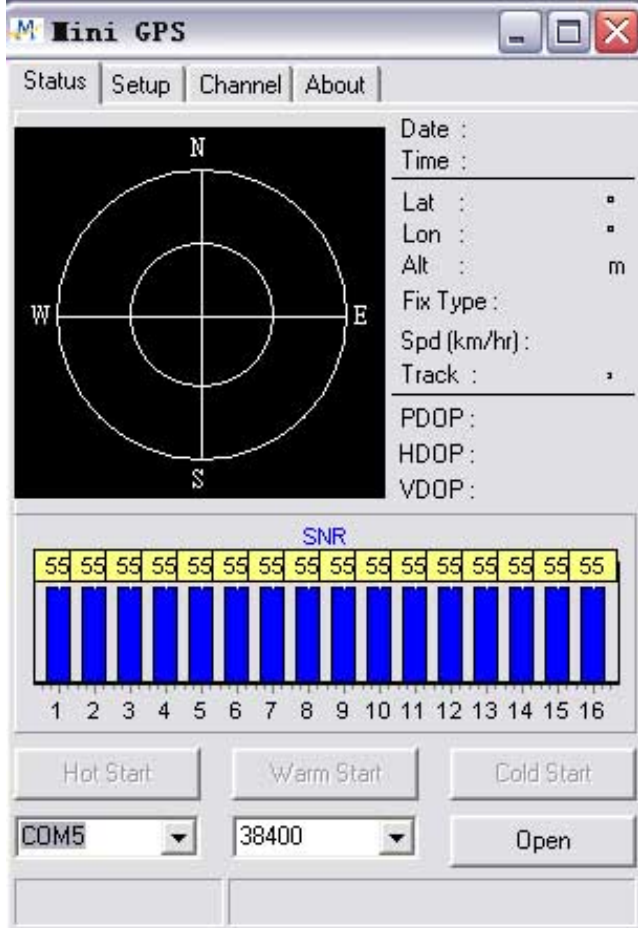 Mini GPS
Status Setup Channel About
N
W E
S
Date :
Time :
Lat : °
Lon : °
Alt : m
Fix Type :
Spd (km/hr) :
Track : °
PDOP :
HDOP :
VDOP :
SNR
55 55 55 55 55 55 55 55 55 55 55 55 55 55 55 55
1 2 3 4 5 6 7 8 9 10 11 12 13 14 15 16
Hot Start Warm Start Cold Start
COM5 38400 Open